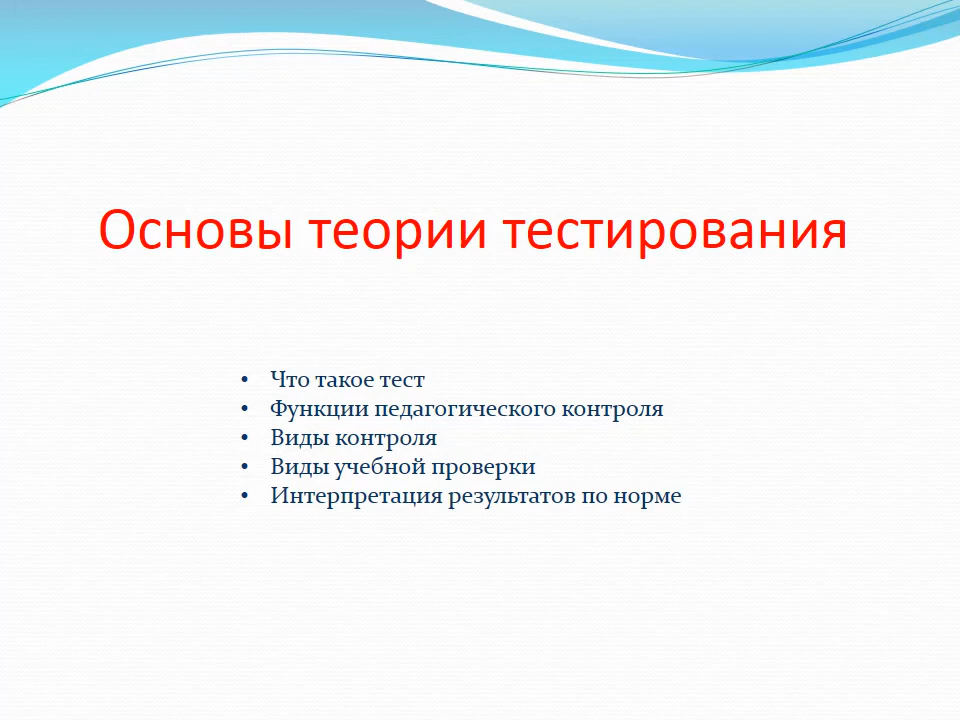 Основы теории тестирования
• Что такое тест
• Функции педагогического контроля
• Виды контроля
• Виды учебной проверки
• Интерпретация результатов по норме